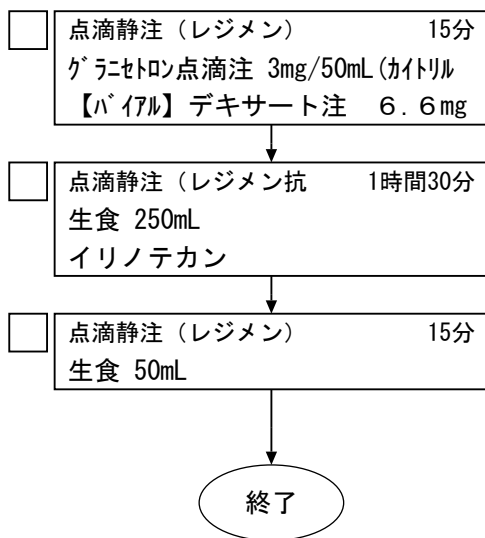 点滴静注（レジメン） 15分
ｸﾞﾗﾆｾﾄﾛﾝ点滴注 3mg/50mL(ｶｲﾄﾘﾙ
【ﾊﾞｲｱﾙ】デキサート注　６.６mg
点滴静注（レジメン抗 1時間30分
生食 250mL
イリノテカン
点滴静注（レジメン） 15分
生食 50mL
終了